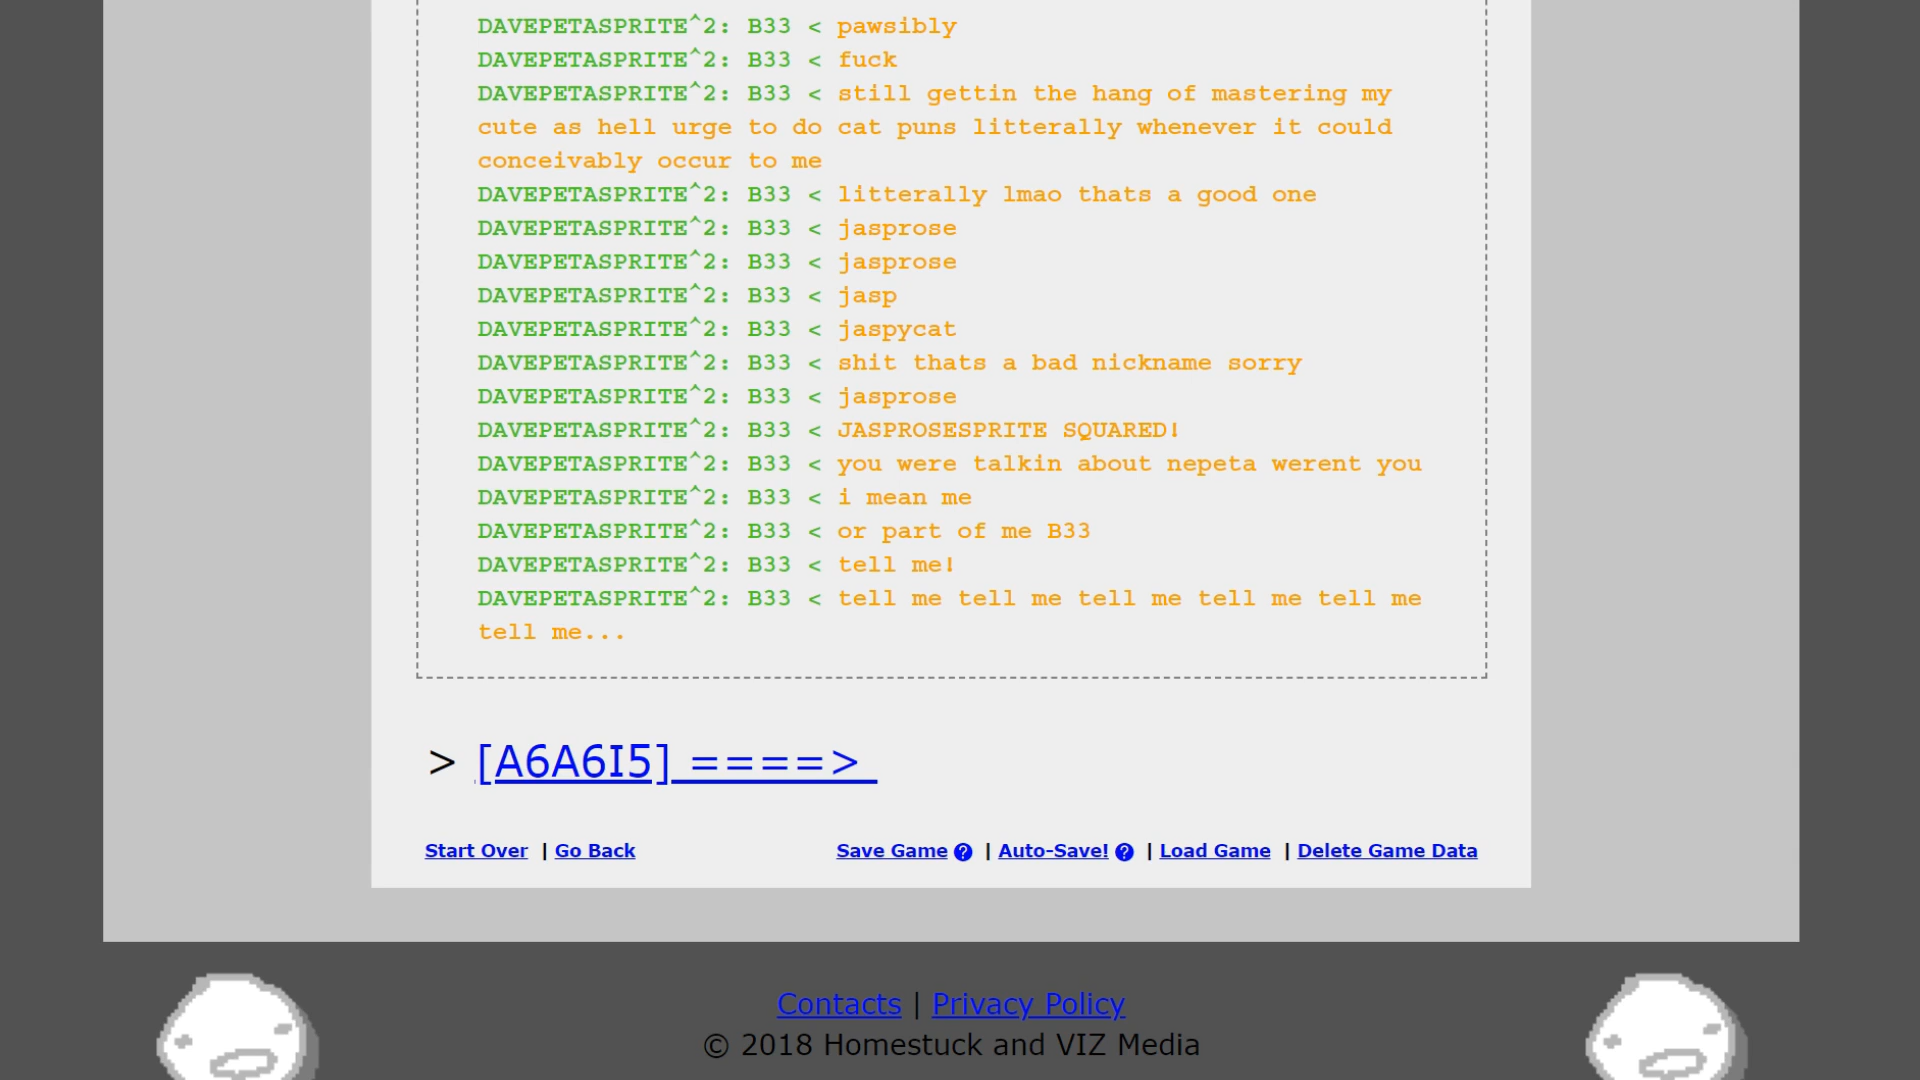 DAVEPETASPRITE^2: B33 < pawsibly
DAVEPETASPRITE^2: B33 < fuck
DAVEPETASPRITE^2: B33 < still gettin the hang of mastering my
cute as hell urge to do cat puns litterally whenever it could
conceivably occur to me
DAVEPETASPRITE^2: B33 < litterally lmao thats a good one
DAVEPETASPRITE^2: B33 < jasprose
DAVEPETASPRITE^2: B33 < jasprose
DAVEPETASPRITE^2: B33 < jasp
DAVEPETASPRITE^2: B33 < jaspycat
DAVEPETASPRITE^2: B33 < shit thats a bad nickname sorry
DAVEPETASPRITE^2: B33 < jasprose
DAVEPETASPRITE^2: B33 < JASPROSESPRITE SQUARED!
DAVEPETASPRITE^2: B33 < you were talkin about nepeta werent you
DAVEPETASPRITE^2: B33 < i mean me
DAVEPETASPRITE^2: B33 < or part of me B33
DAVEPETASPRITE^2: B33 < tell me!
DAVEPETASPRITE^2: B33 < tell me tell me tell me tell me tell me
tell me...
> [A6A6I5] ====>
Start Over | Go Back Save Game ? | Auto-Save! ? | Load Game | Delete Game Data
Contacts | Privacy Policy
© 2018 Homestuck and VIZ Media